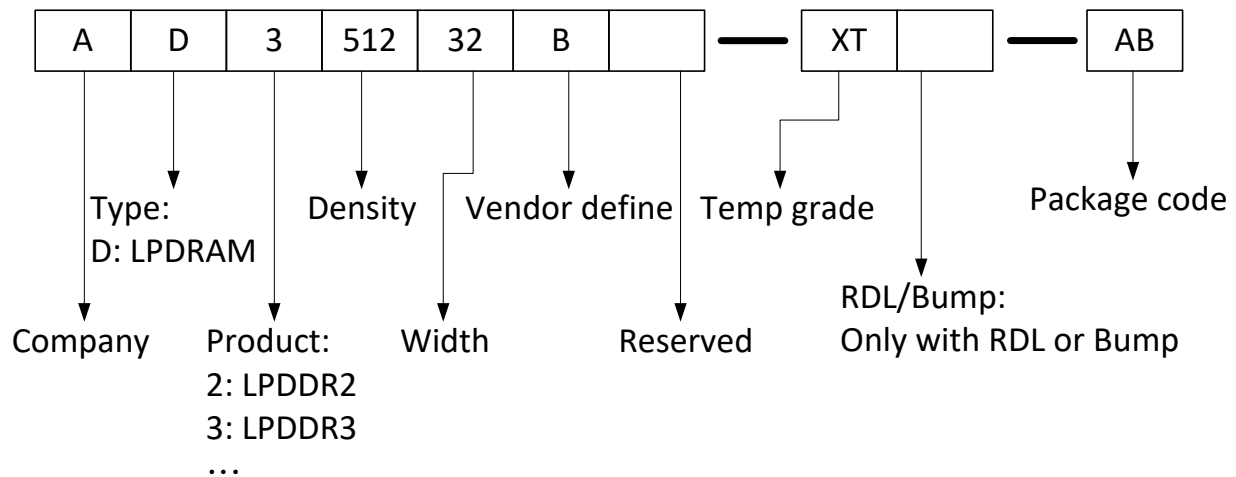 A D 3 512 32 B — XT — AB
Type:
D: LPDRAM
Density
Vendor define
Temp grade
Package code
Company
Product:
2: LPDDR2
3: LPDDR3
...
Width
Reserved
RDL/Bump:
Only with RDL or Bump